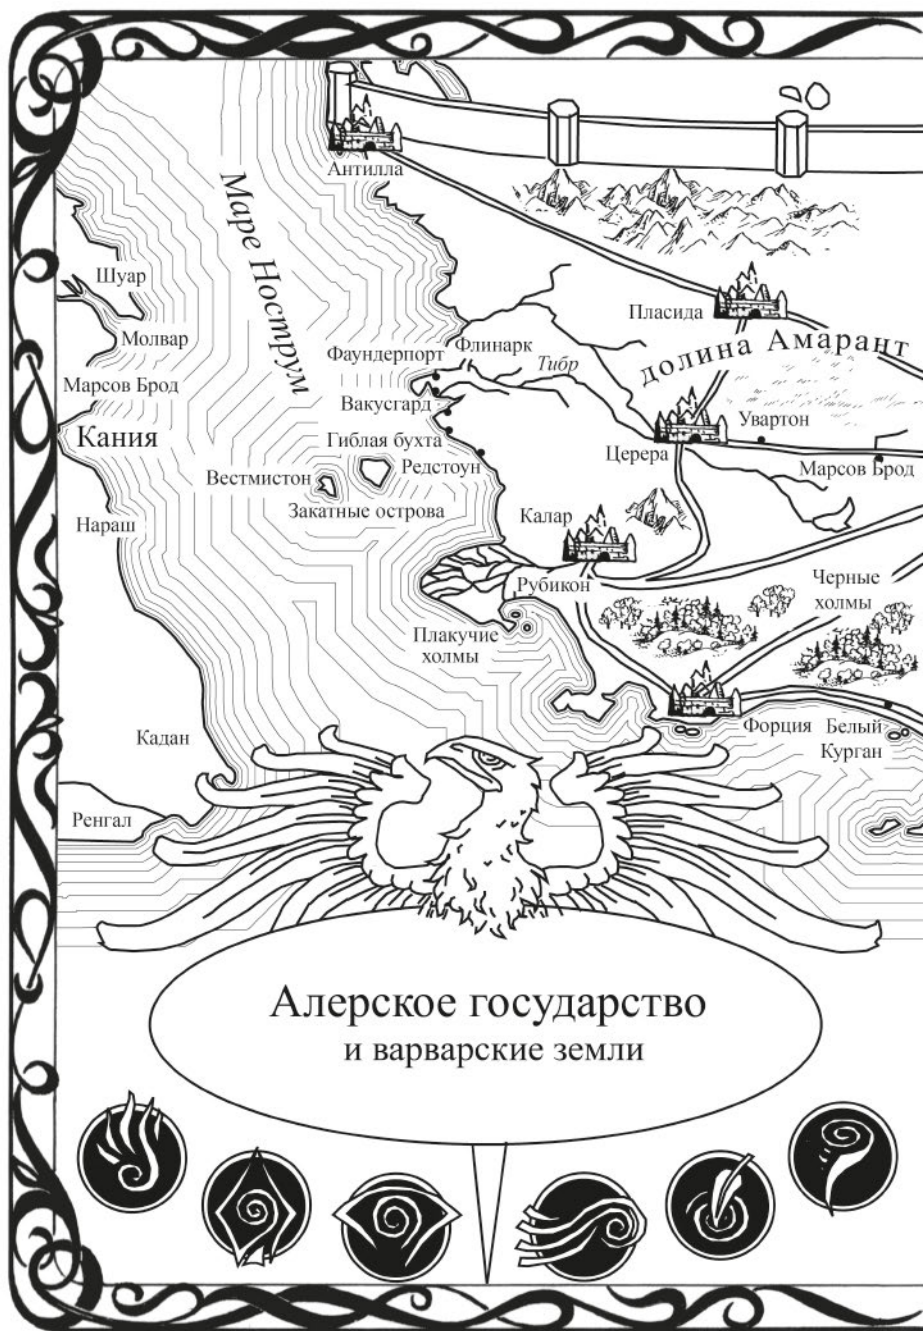 Антилла
Маре Нострум
Шуар
Молвар
Пласида
долина Амарант
Фаундерпорт
Флинарк
Тибр
Марсов Брод
Вакусгард
Увартон
Кания
Гиблая бухта
Церера
Марсов Брод
Редстоун
Вестмистон
Закатные острова
Нараш
Калар
Рубикон
Черные
холмы
Плакучие
холмы
Кадан
Форция
Белый
Курган
Ренгал
Алерское государство
и варварские земли